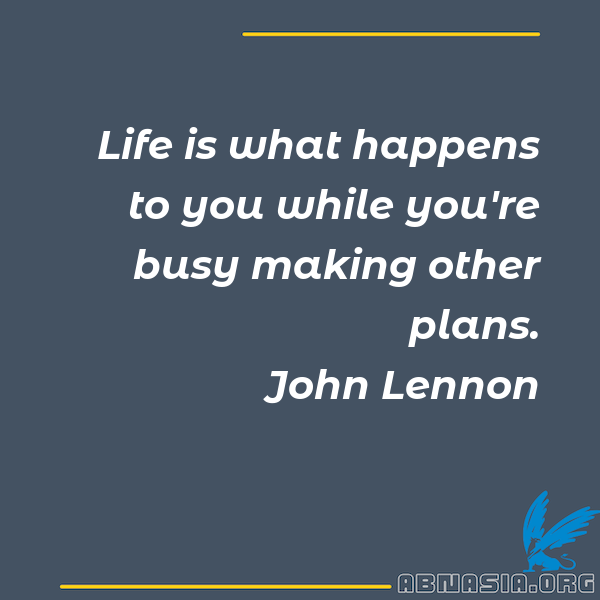 Life is what happens
to you while you're
busy making other
plans.
John Lennon
ABNASIA.ORG